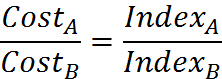 Cost_A / Cost_B = Index_A / Index_B